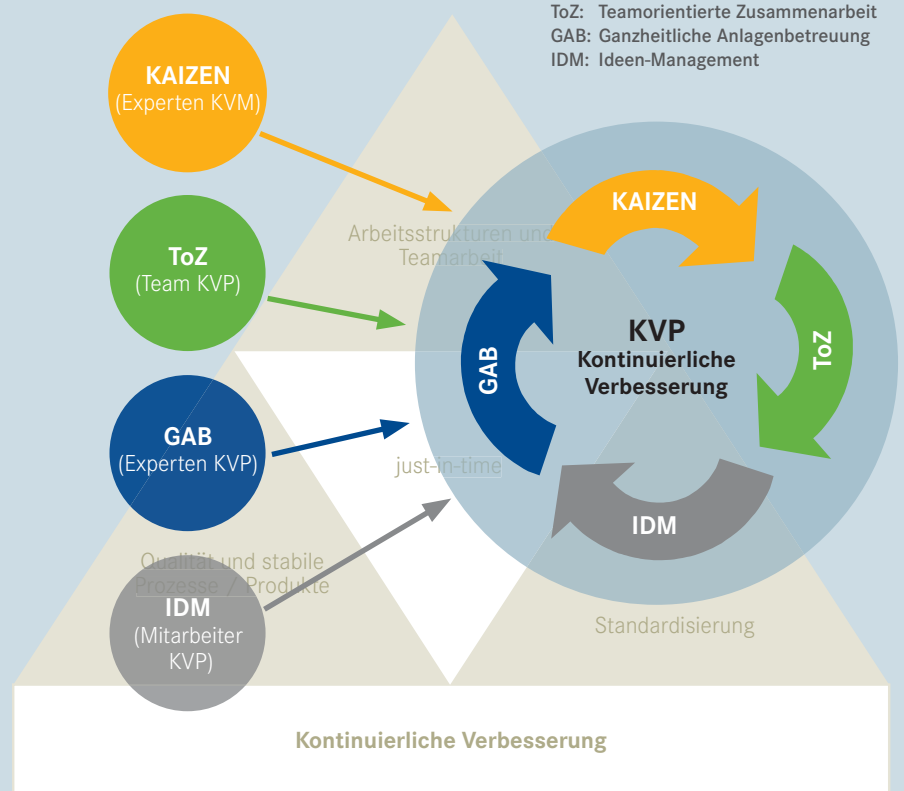 ToZ: Teamorientierte Zusammenarbeit
GAB: Ganzheitliche Anlagenbetreuung
IDM: Ideen-Management
KAIZEN
(Experten KVM)
ToZ
(Team KVP)
GAB
(Experten KVP)
IDM
(Mitarbeiter
KVP)
Arbeitsstrukturen und
Teamarbeit
just-in-time
Qualität und stabile
Prozesse / Produkte
Standardisierung
KAIZEN
ToZ
IDM
GAB
KVP
Kontinuierliche
Verbesserung
Kontinuierliche Verbesserung